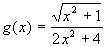 g(x) = √(x² + 1) / (2x² + 4)